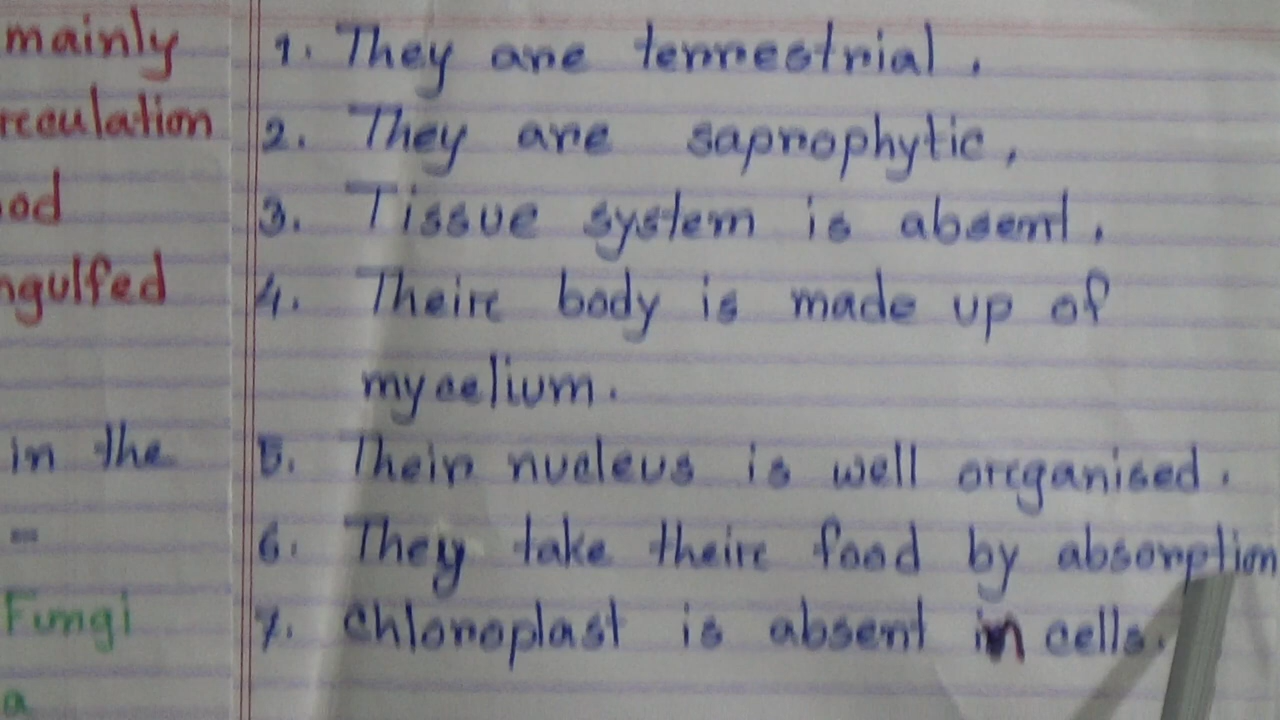 mainly
1. They are terrestrial.
2. They are saprophytic.
od
3. Tissue system is absent.
ngulfed
4. Their body is made up of
mycelium.
in the
5. Their nucleus is well organised.
=
6. They take their food by absorption
Fungi
7. Chloroplast is absent in cells.
a